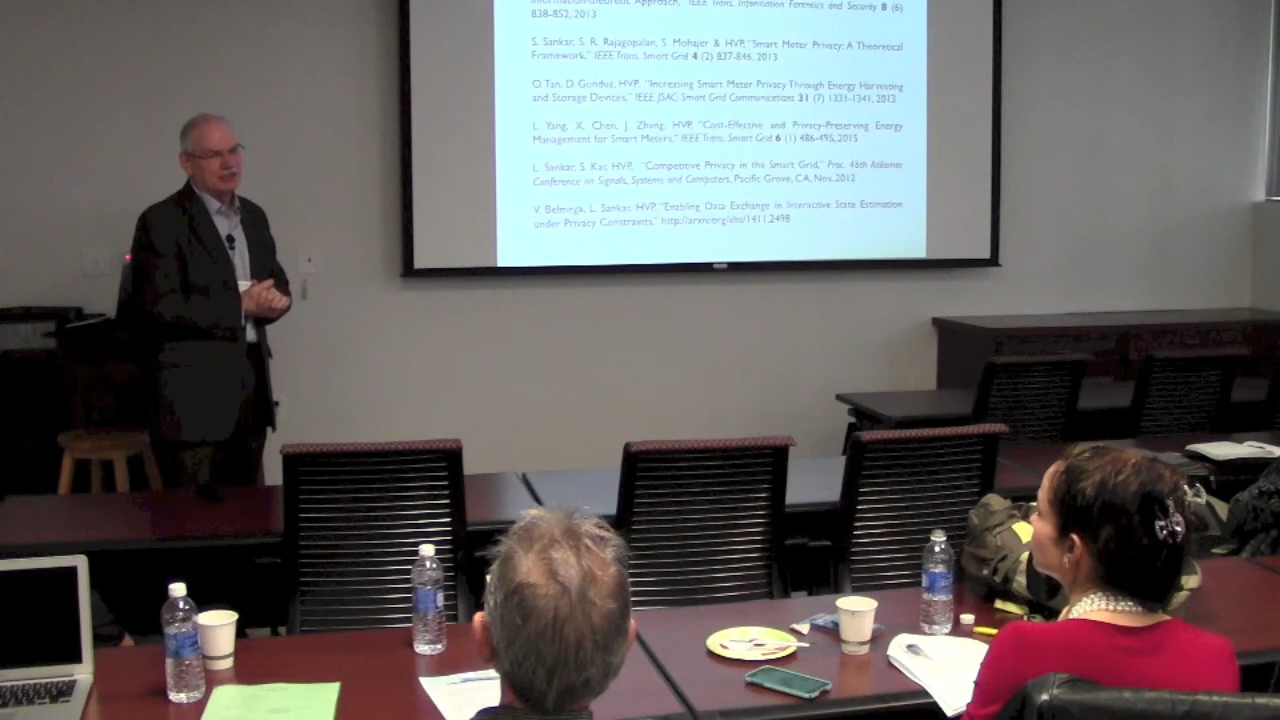 Information-Theoretic Approach," IEEE Trans. Information Forensics and Security 8 (6)
838-852, 2013
S. Sankar, S. R. Rajagopalan, S. Mohajer & HVP, "Smart Meter Privacy: A Theoretical
Framework," IEEE Trans. Smart Grid 4 (2) 837-846, 2013
O. Tan, D. Gunduz, HVP. "Increasing Smart Meter Privacy Through Energy Harvesting
and Storage Devices," IEEE JSAC: Smart Grid Communications 31 (7) 1331-1341, 2013
L. Yang, X. Chen, J. Zhang, HVP. "Cost-Effective and Privacy-Preserving Energy
Management for Smart Meters," IEEE Trans. Smart Grid 6 (1) 486-495, 2015
L. Sankar, S. Kar, HVP. "Competitive Privacy in the Smart Grid," Proc. 46th Asilomar
Conference on Signals, Systems and Computers, Pacific Grove, CA, Nov. 2012
V. Belmega, L. Sankar, HVP. "Enabling Data Exchange in Interactive State Estimation
under Privacy Constraints," http://arxiv.org/abs/1411.2498